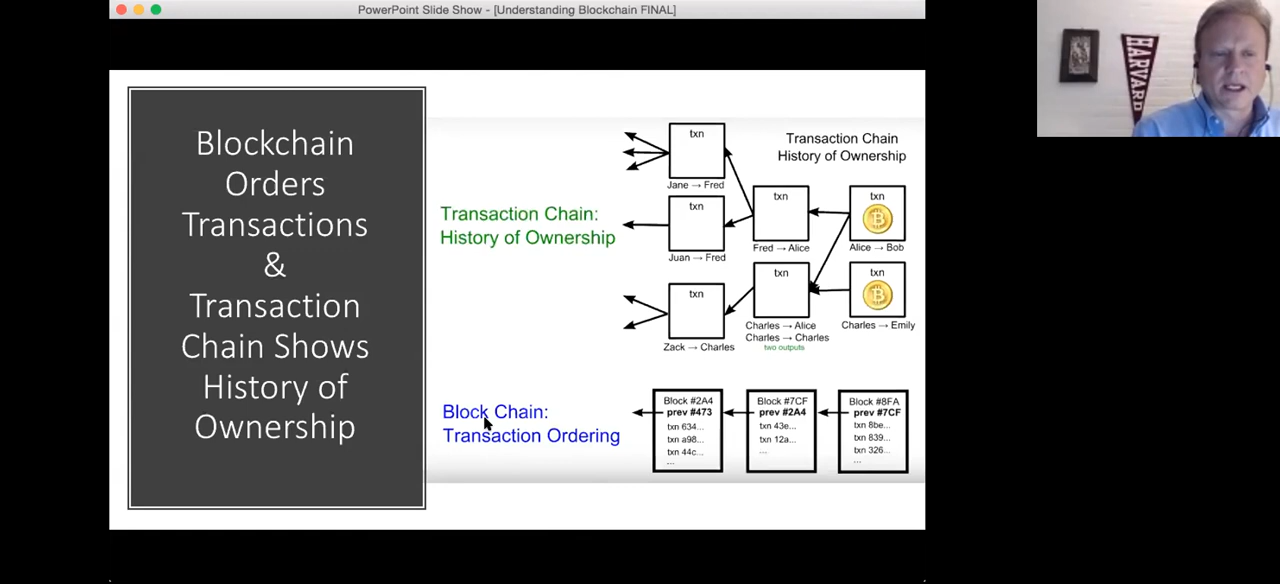 PowerPoint Slide Show - [Understanding Blockchain FINAL]
HARVARD
Blockchain
Orders
Transactions
&
Transaction
Chain Shows
History of
Ownership
Transaction Chain:
History of Ownership
Transaction Chain
History of Ownership
txn
Jane → Fred
txn
Juan → Fred
txn
Fred → Alice
txn
Alice → Bob
txn
Zack → Charles
txn
Charles → Alice
Charles → Charles
two outputs
txn
Charles → Emily
Block Chain:
Transaction Ordering
Block #2A4
prev #473
txn 634...
txn a98...
txn 44c...
...
Block #7CF
prev #2A4
txn 43e...
txn 12a...
...
Block #8FA
prev #7CF
txn 8be...
txn 839...
txn 326...
...